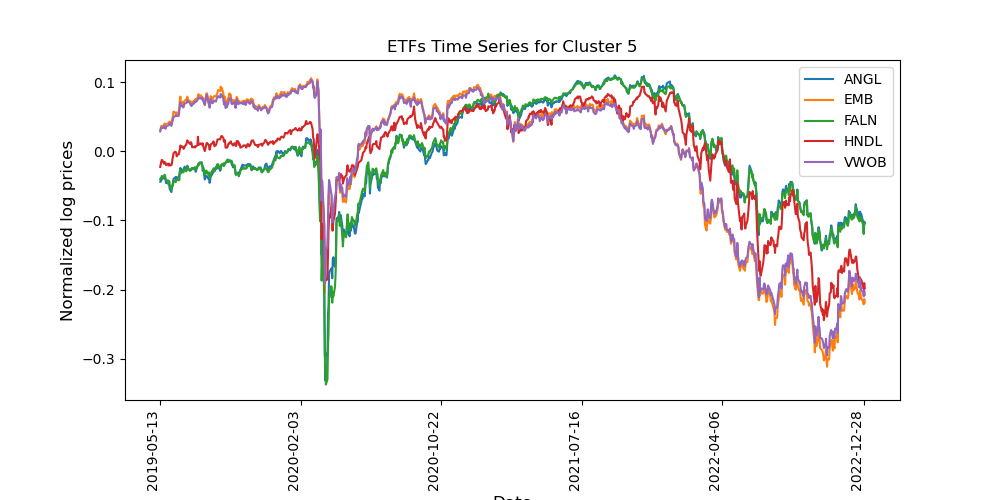 ETFs Time Series for Cluster 5
Normalized log prices
0.1
0.0
−0.1
−0.2
−0.3
ANGL
EMB
FALN
HNDL
VWOB
2019-05-13
2020-02-03
2020-10-22
2021-07-16
2022-04-06
2022-12-28
Date